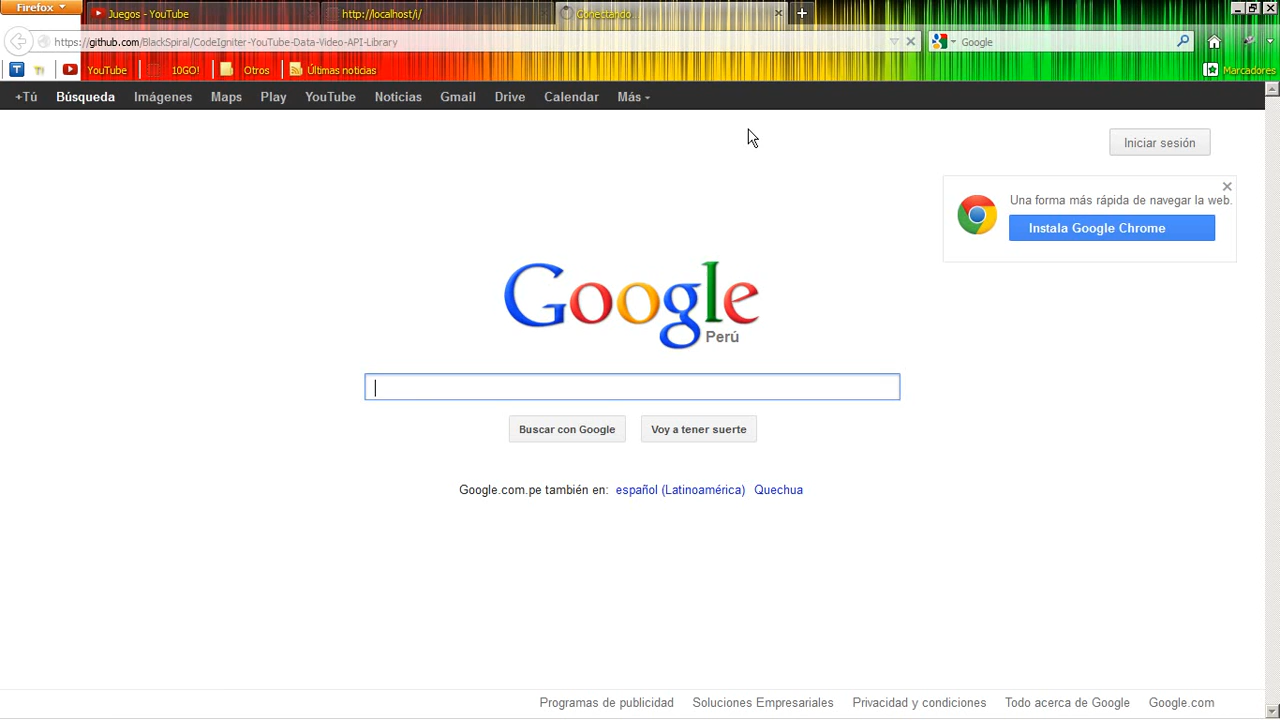 Firefox
Juegos - YouTube
http://localhost/i/
Conectando...
https://github.com/BlackSpiral/CodeIgniter-YouTube-Data-Video-API-Library
Google
YouTube
10GO!
Otros
Últimas noticias
Marcadores
+Tú Búsqueda Imágenes Maps Play YouTube Noticias Gmail Drive Calendar Más
Iniciar sesión
Una forma más rápida de navegar la web.
Instala Google Chrome
Google
Perú
Buscar con Google Voy a tener suerte
Google.com.pe también en: español (Latinoamérica) Quechua
Programas de publicidad Soluciones Empresariales Privacidad y condiciones Todo acerca de Google Google.com